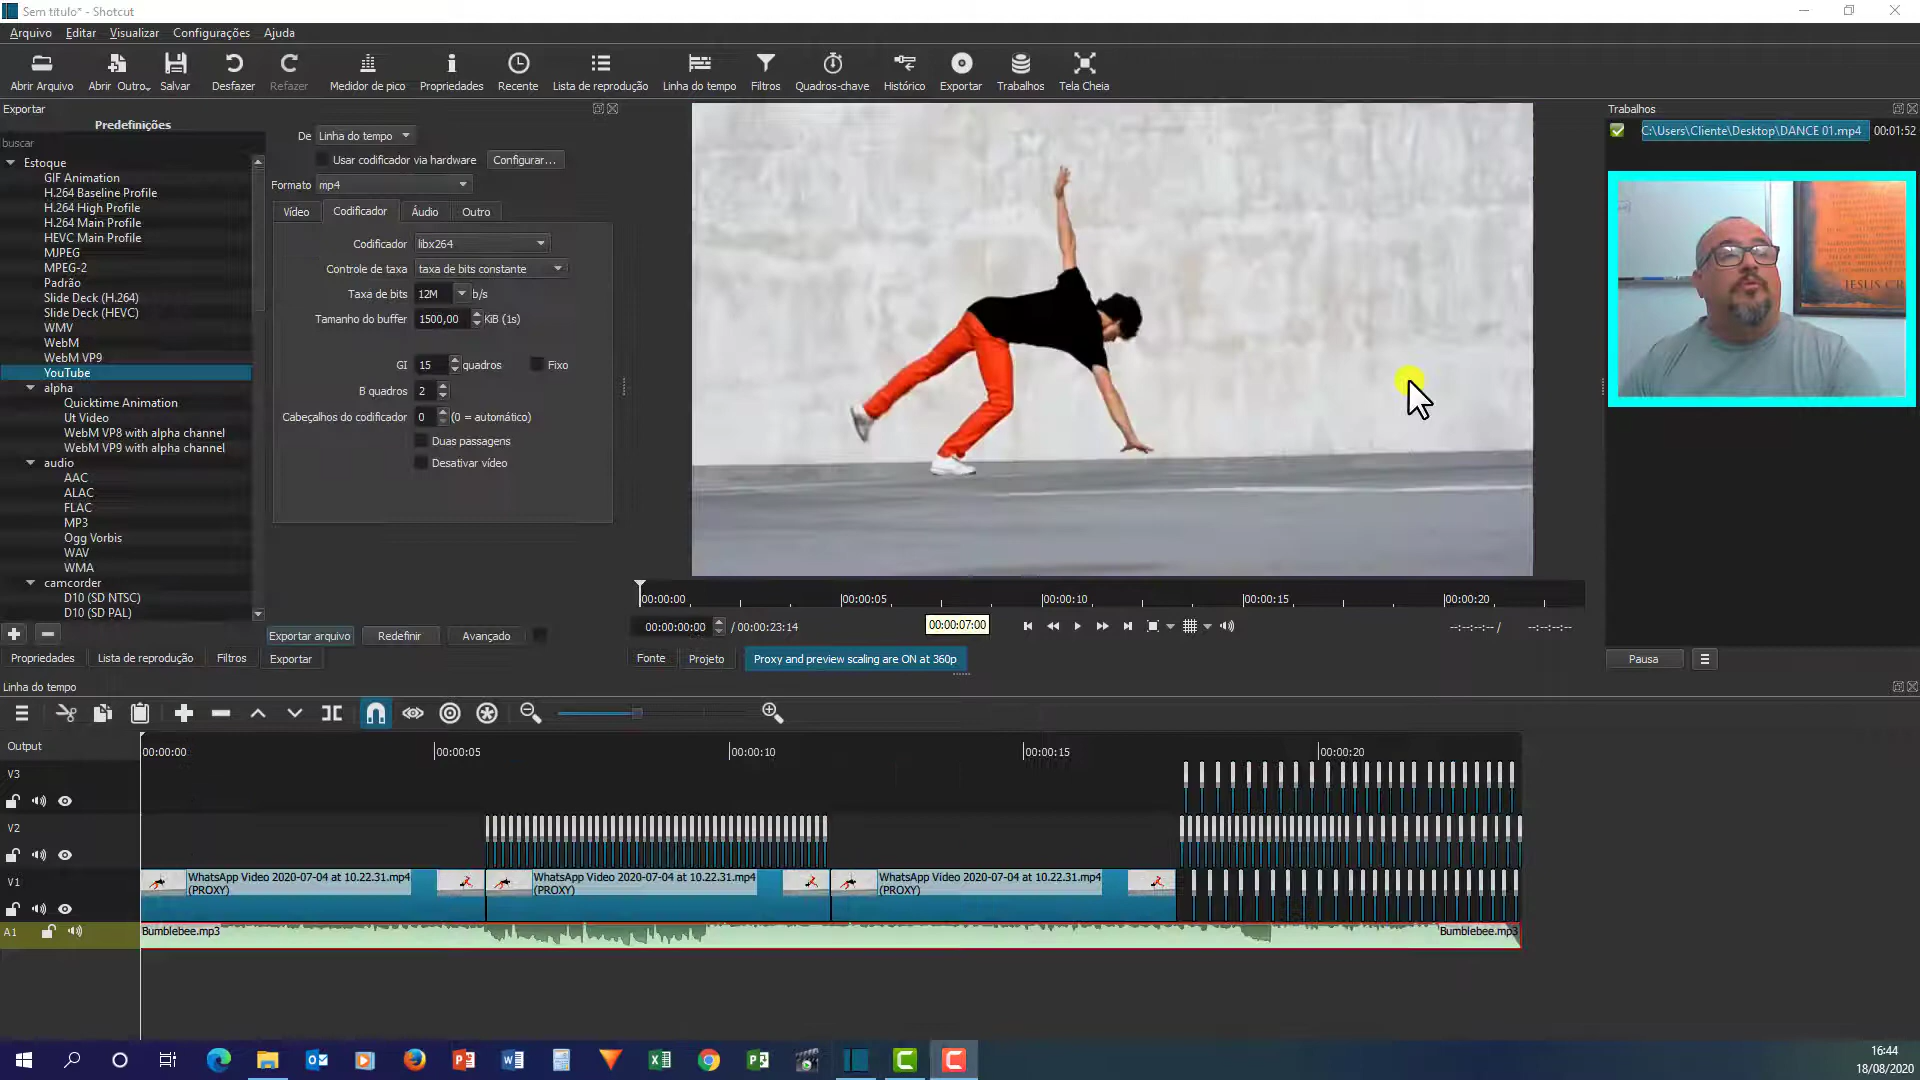 Sem título* - Shotcut
Arquivo Editar Visualizar Configurações Ajuda
Abrir Arquivo Abrir Outro... Salvar Desfazer Refazer Medidor de pico Propriedades Recente Lista de reprodução Linha do tempo Filtros Quadros-chave Histórico Exportar Trabalhos Tela Cheia
Exportar
Predefinições
buscar
Estoque
GIF Animation
H.264 Baseline Profile
H.264 High Profile
H.264 Main Profile
HEVC Main Profile
MJPEG
MPEG-2
Padrão
Slide Deck (H.264)
Slide Deck (HEVC)
WMV
WebM
WebM VP9
YouTube
alpha
Quicktime Animation
Ut Video
WebM VP8 with alpha channel
WebM VP9 with alpha channel
audio
AAC
ALAC
FLAC
MP3
Ogg Vorbis
WAV
WMA
camcorder
D10 (SD NTSC)
D10 (SD PAL)
De Linha do tempo
Usar codificador via hardware Configurar...
Formato mp4
Vídeo Codificador Áudio Outro
Codificador libx264
Controle de taxa taxa de bits constante
Taxa de bits 12M b/s
Tamanho do buffer 1500,00 KiB (1s)
GI 15 quadros Fixo
B quadros 2
Cabeçalhos do codificador 0 (0 = automático)
Duas passagens
Desativar vídeo
Exportar arquivo Redefinir Avançado
Propriedades Lista de reprodução Filtros Exportar
00:00:00 00:00:05 00:00:10 00:00:15 00:00:20
00:00:00:00 / 00:00:23:14 00:00:07:00 --:--:--:-- / --:--:--:--
Fonte Projeto Proxy and preview scaling are ON at 360p
Trabalhos
C:\Users\Cliente\Desktop\DANCE 01.mp4 00:01:52
JESUS CR
Pausa
Linha do tempo
Output
00:00:00 00:00:05 00:00:10 00:00:15 00:00:20
V3
V2
V1
WhatsApp Video 2020-07-04 at 10.22.31.mp4
(PROXY)
WhatsApp Video 2020-07-04 at 10.22.31.mp4
(PROXY)
WhatsApp Video 2020-07-04 at 10.22.31.mp4
(PROXY)
A1
Bumblebee.mp3 Bumblebee.mp3
16:44
18/08/2020